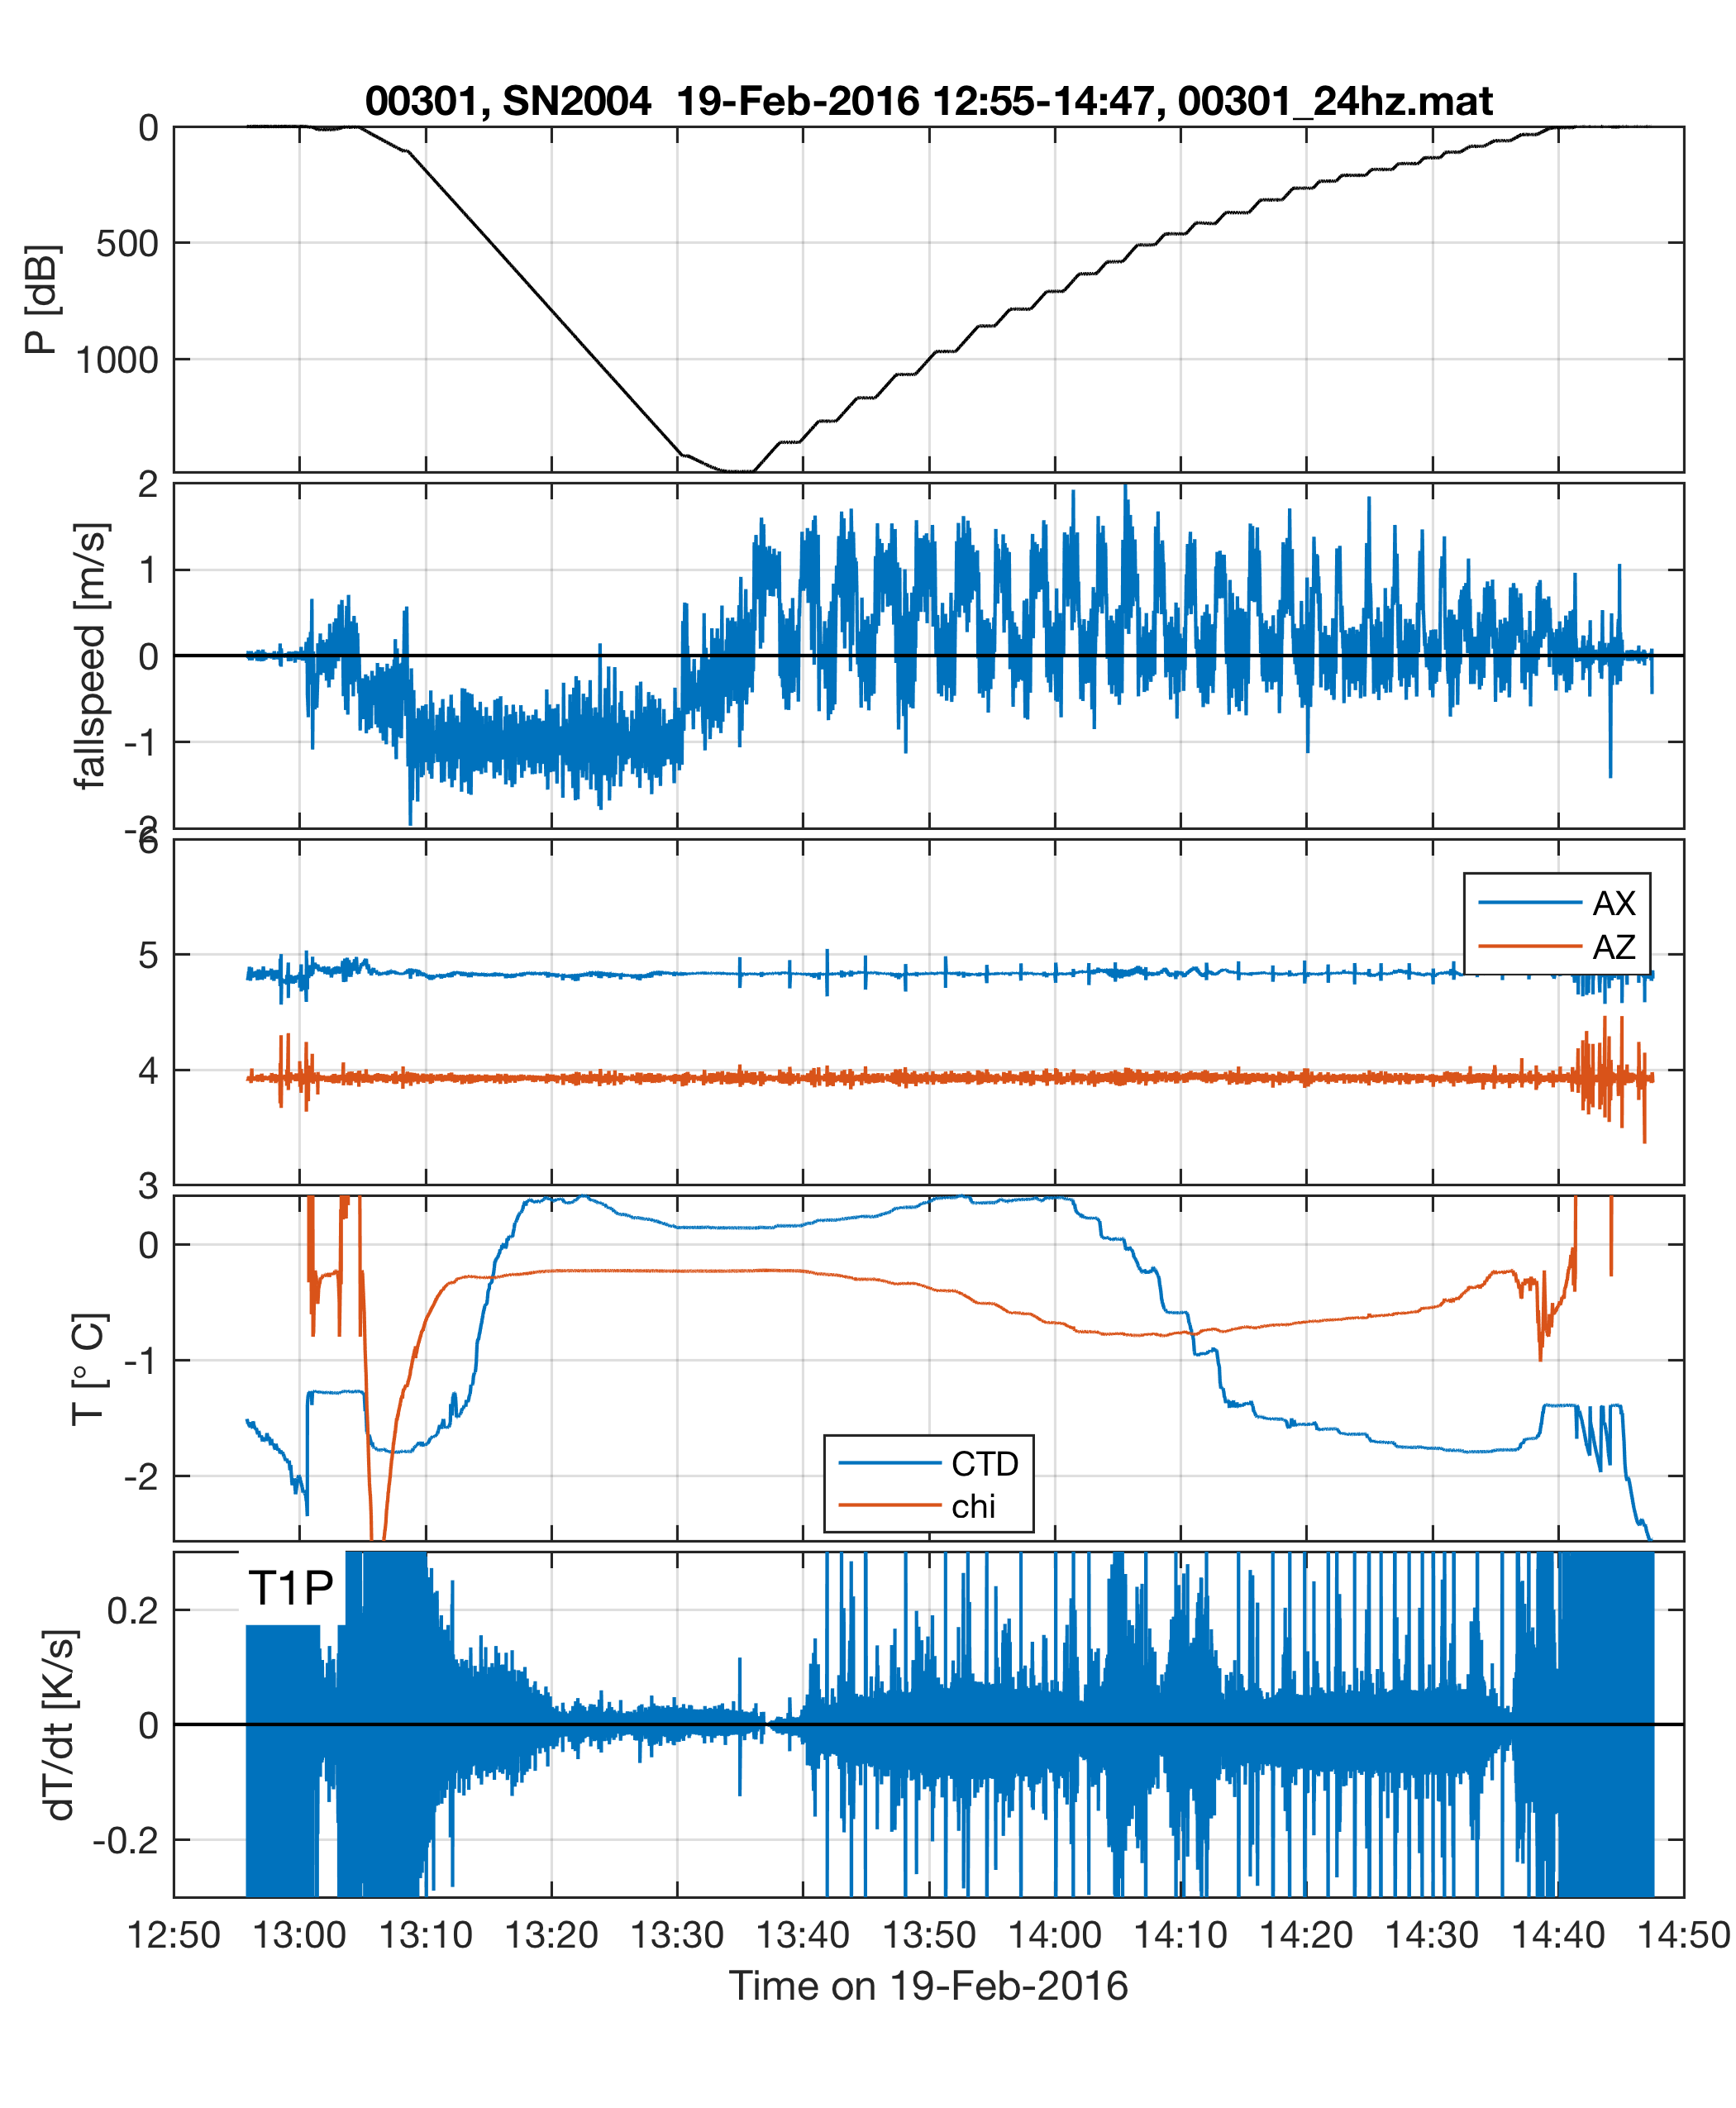 00301, SN2004  19-Feb-2016 12:55-14:47, 00301_24hz.mat
0
500
1000
P [dB]
2
1
0
-1
-2
fallspeed [m/s]
6
5
4
3
AX
AZ
3
0
-1
-2
T [° C]
CTD
chi
T1P
0.2
0
-0.2
dT/dt [K/s]
12:50 13:00 13:10 13:20 13:30 13:40 13:50 14:00 14:10 14:20 14:30 14:40 14:50
Time on 19-Feb-2016